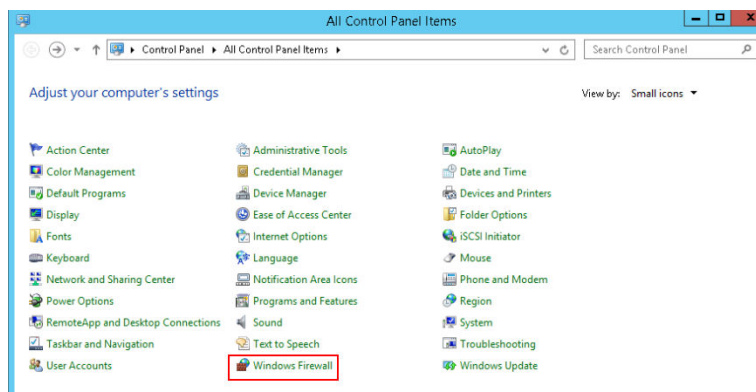 All Control Panel Items
Control Panel All Control Panel Items
Search Control Panel
Adjust your computer's settings
View by: Small icons
Action Center
Administrative Tools
AutoPlay
Color Management
Credential Manager
Date and Time
Default Programs
Device Manager
Devices and Printers
Display
Ease of Access Center
Folder Options
Fonts
Internet Options
iSCSI Initiator
Keyboard
Language
Mouse
Network and Sharing Center
Notification Area Icons
Phone and Modem
Power Options
Programs and Features
Region
RemoteApp and Desktop Connections
Sound
System
Taskbar and Navigation
Text to Speech
Troubleshooting
User Accounts
Windows Firewall
Windows Update